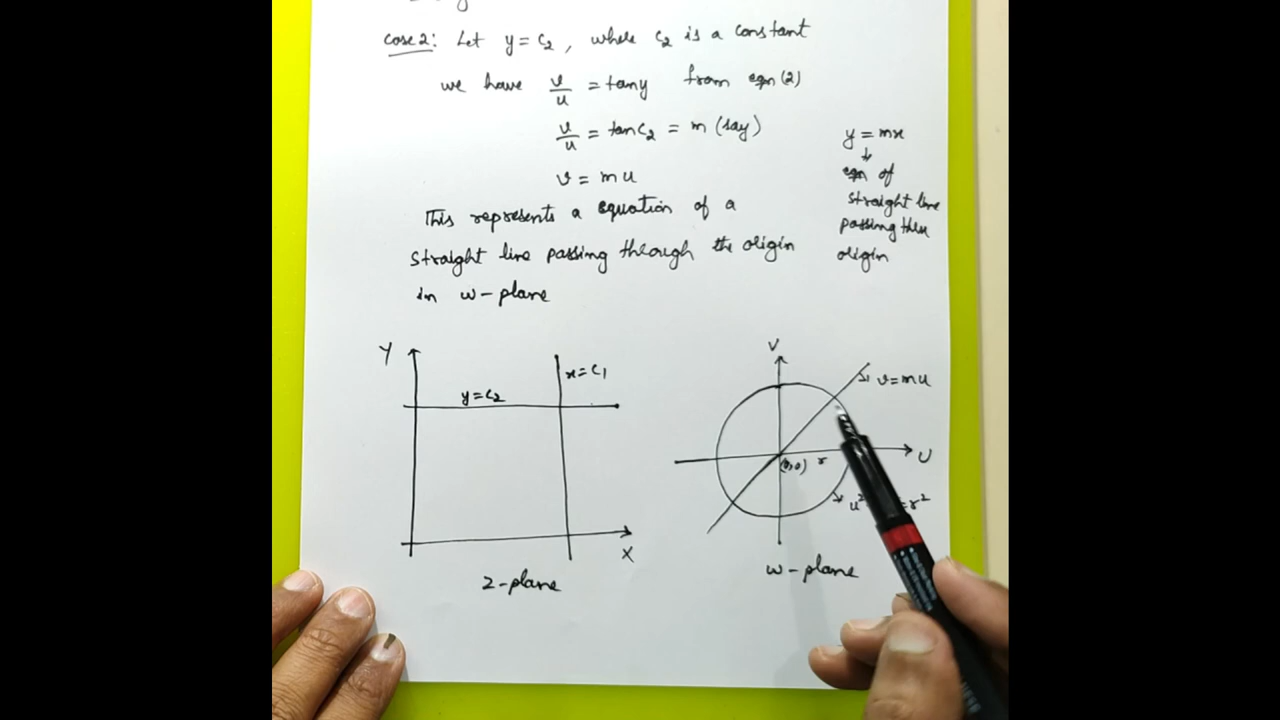 Case 2: Let y = c₂, where c₂ is a constant
we have v/u = tany from eqn (2)
v/u = tanc₂ = m (say)
v = mu
This represents a equation of a
straight line passing through the origin
in w-plane
y = mx
↓
eqn of
straight line
passing thru
origin
Y
x = c₁
y = c₂
X
z-plane
V
v = mu
(0,0) r
U
u² = r²
w-plane